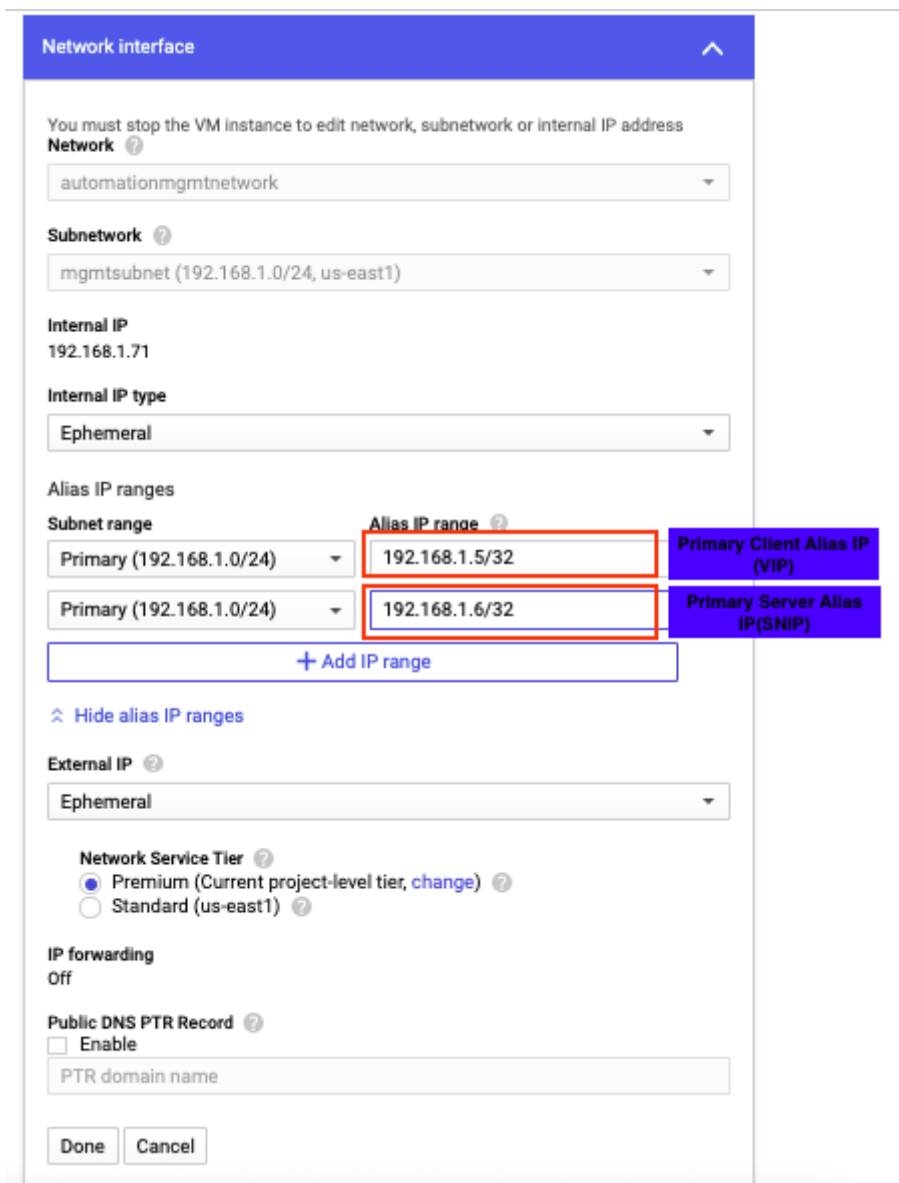 Network interface
You must stop the VM instance to edit network, subnetwork or internal IP address
Network
automationmgmtnetwork
Subnetwork
mgmtsubnet (192.168.1.0/24, us-east1)
Internal IP
192.168.1.71
Internal IP type
Ephemeral
Alias IP ranges
Subnet range Alias IP range
Primary (192.168.1.0/24) 192.168.1.5/32 Primary Client Alias IP
(VIP)
Primary (192.168.1.0/24) 192.168.1.6/32 Primary Server Alias
IP(SNIP)
+ Add IP range
Hide alias IP ranges
External IP
Ephemeral
Network Service Tier
Premium (Current project-level tier, change)
Standard (us-east1)
IP forwarding
Off
Public DNS PTR Record
Enable
PTR domain name
Done Cancel